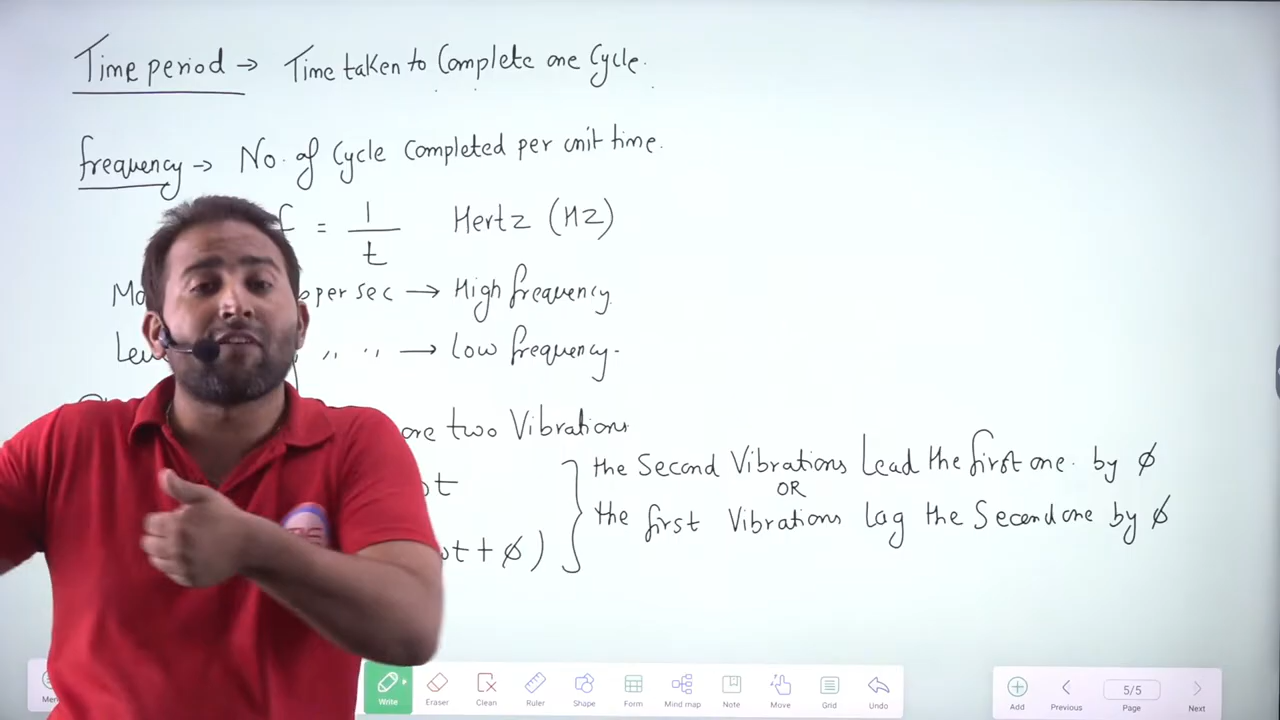 Time period → Time taken to Complete one Cycle.
frequency → No. of Cycle Completed per unit time.
f = 1/t Hertz (HZ)
per sec → High frequency.
,, ,, → Low frequency.
two Vibrations
t
the Second Vibrations Lead the first one. by ϕ
OR
the first Vibrations lag the Second one by ϕ
ωt + ϕ)
Write
Eraser
Clean
Ruler
Shape
Form
Mind map
Note
Move
Grid
Undo
Add
Previous
5/5
Page
Next